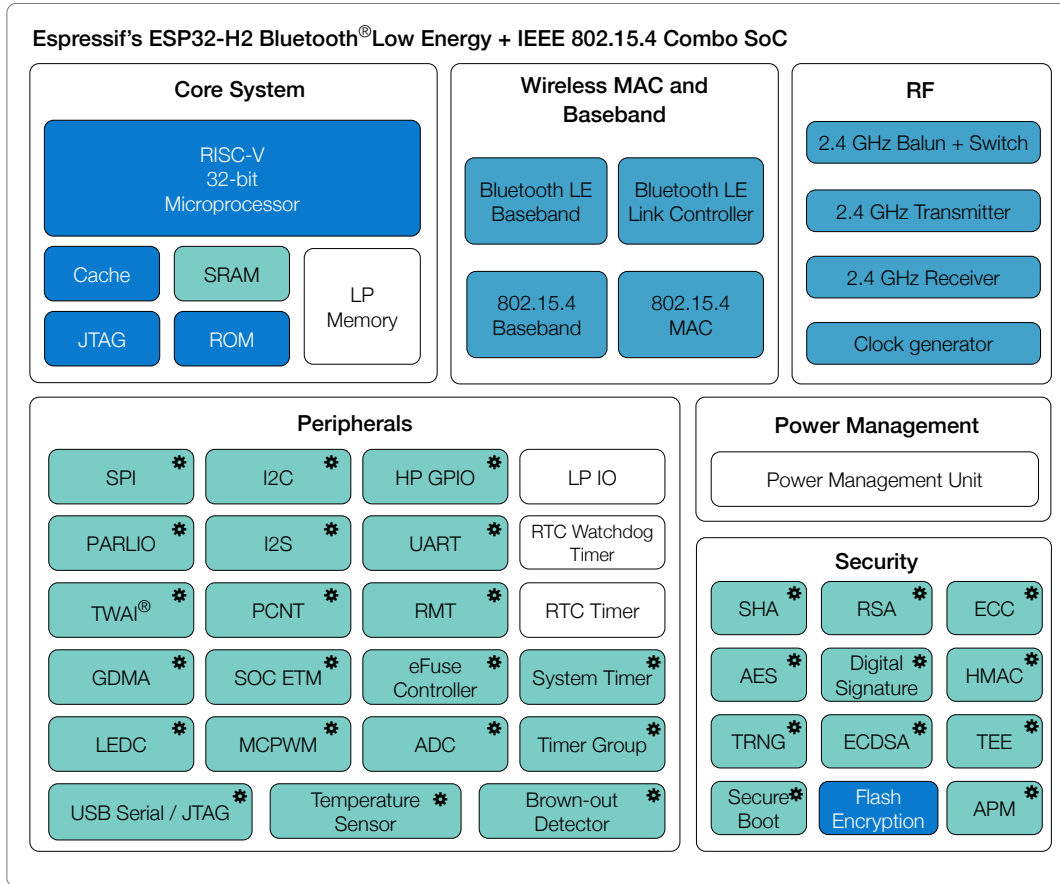 Espressif's ESP32-H2 Bluetooth®Low Energy + IEEE 802.15.4 Combo SoC
Core System
RISC-V
32-bit
Microprocessor
Cache
SRAM
LP
Memory
JTAG
ROM
Wireless MAC and
Baseband
Bluetooth LE
Baseband
Bluetooth LE
Link Controller
802.15.4
Baseband
802.15.4
MAC
RF
2.4 GHz Balun + Switch
2.4 GHz Transmitter
2.4 GHz Receiver
Clock generator
Peripherals
SPI
I2C
HP GPIO
LP IO
PARLIO
I2S
UART
RTC Watchdog
Timer
TWAI®
PCNT
RMT
RTC Timer
GDMA
SOC ETM
eFuse
Controller
System Timer
LEDC
MCPWM
ADC
Timer Group
USB Serial / JTAG
Temperature
Sensor
Brown-out
Detector
Power Management
Power Management Unit
Security
SHA
RSA
ECC
AES
Digital
Signature
HMAC
TRNG
ECDSA
TEE
Secure
Boot
Flash
Encryption
APM